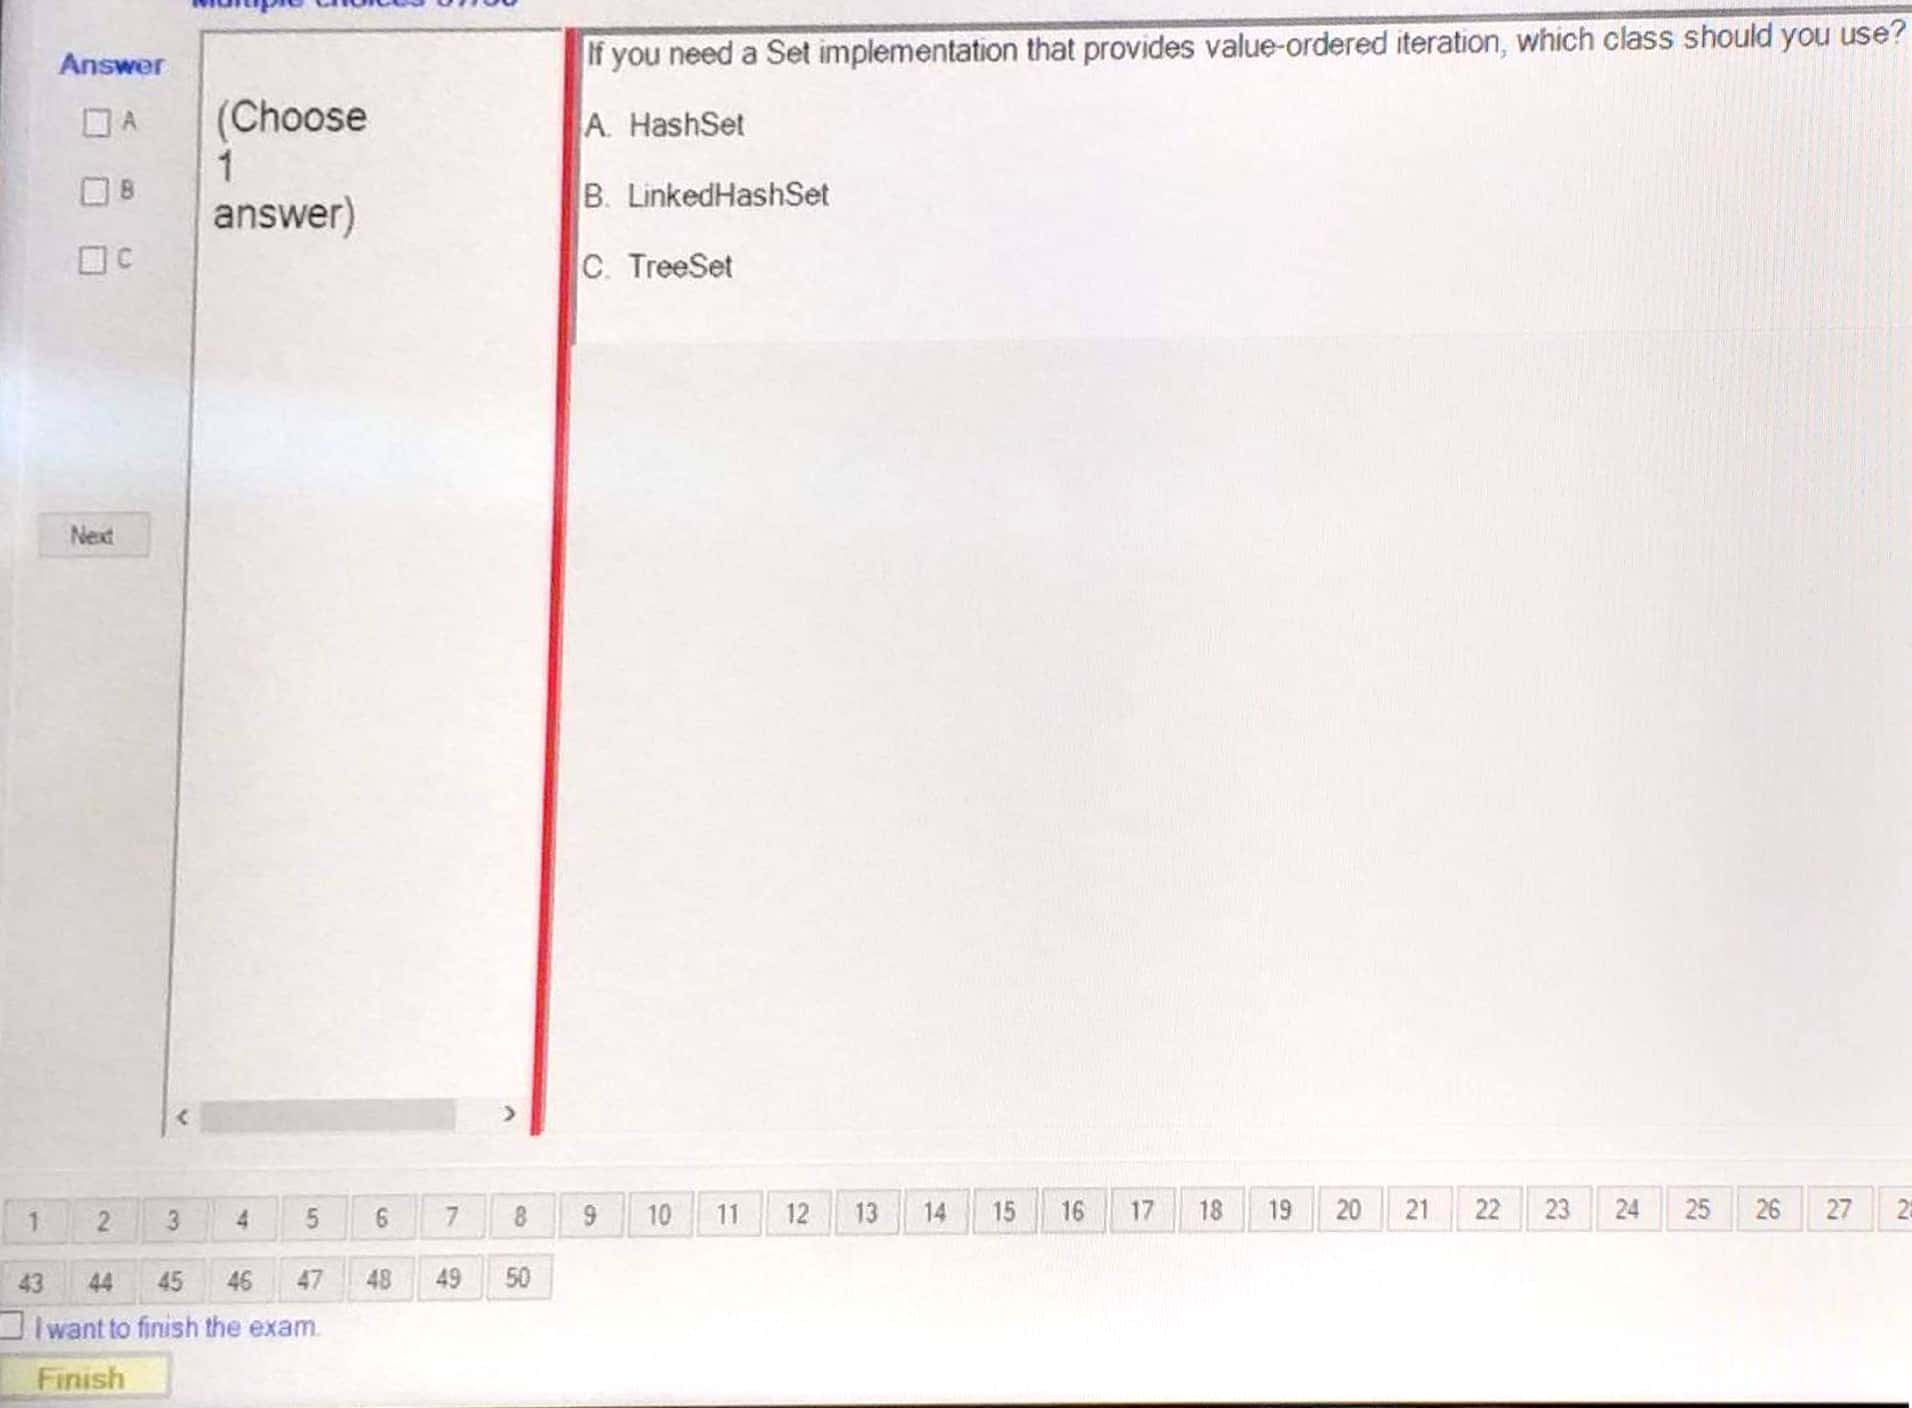 Answer
A
B
C
Next
(Choose
1
answer)
If you need a Set implementation that provides value-ordered iteration, which class should you use?
A. HashSet
B. LinkedHashSet
C. TreeSet
< >
1 2 3 4 5 6 7 8 9 10 11 12 13 14 15 16 17 18 19 20 21 22 23 24 25 26 27
43 44 45 46 47 48 49 50
I want to finish the exam.
Finish